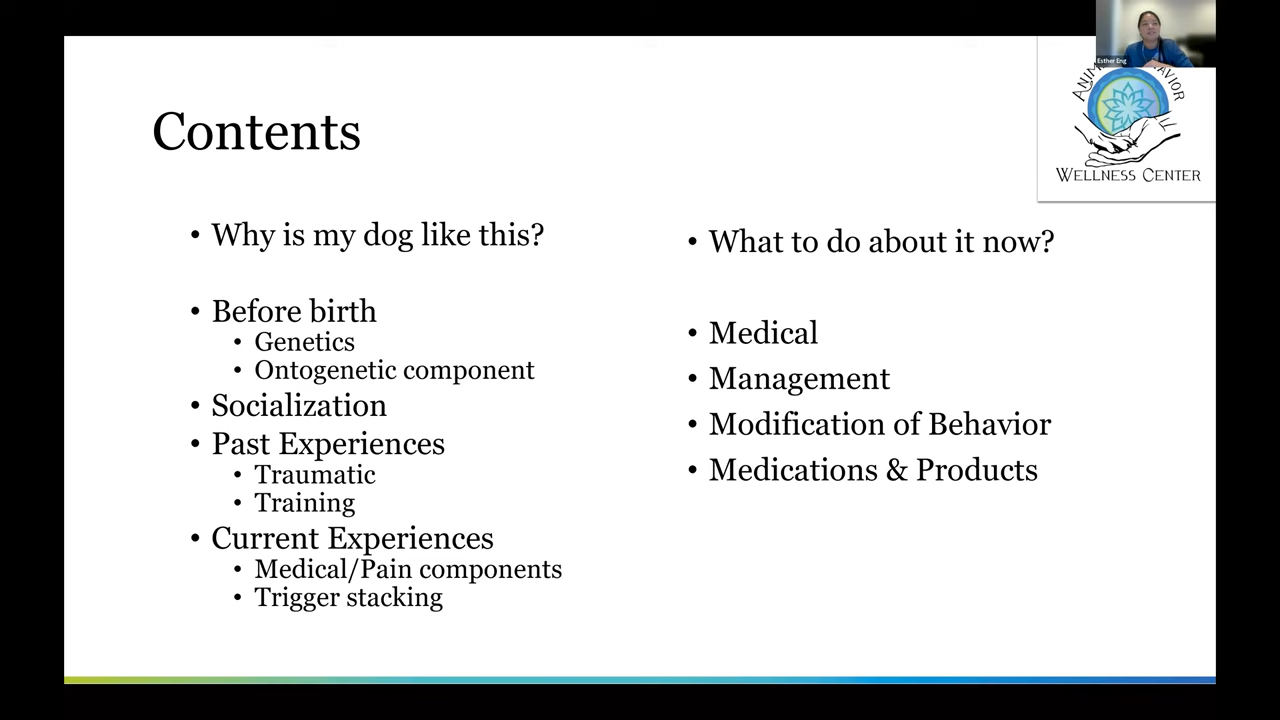 Esther Eng
WELLNESS CENTER
Contents
• Why is my dog like this?
• Before birth
• Genetics
• Ontogenetic component
• Socialization
• Past Experiences
• Traumatic
• Training
• Current Experiences
• Medical/Pain components
• Trigger stacking
• What to do about it now?
• Medical
• Management
• Modification of Behavior
• Medications & Products